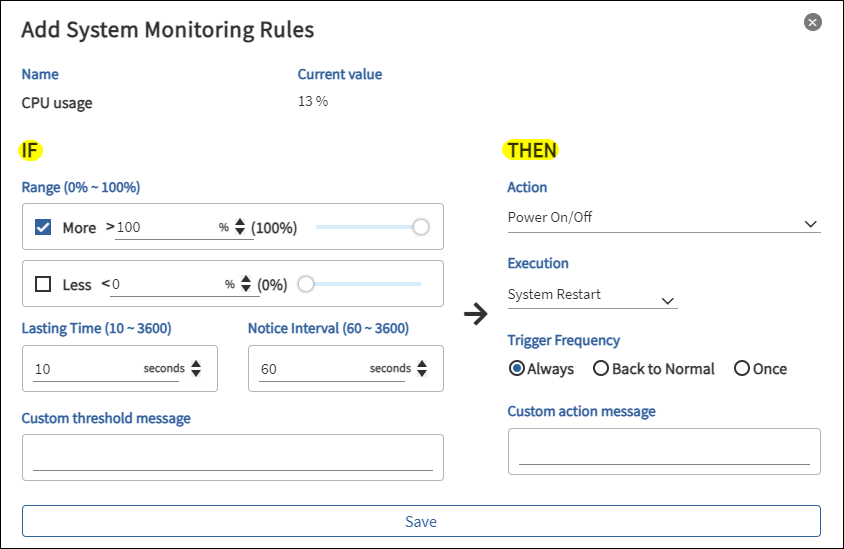 Add System Monitoring Rules
Name
Current value
CPU usage
13 %
IF
Range (0% ~ 100%)
More >100 % (100%)
Less <0 % (0%)
Lasting Time (10 ~ 3600)
Notice Interval (60 ~ 3600)
10 seconds
60 seconds
Custom threshold message
THEN
Action
Power On/Off
Execution
System Restart
Trigger Frequency
Always Back to Normal Once
Custom action message
Save